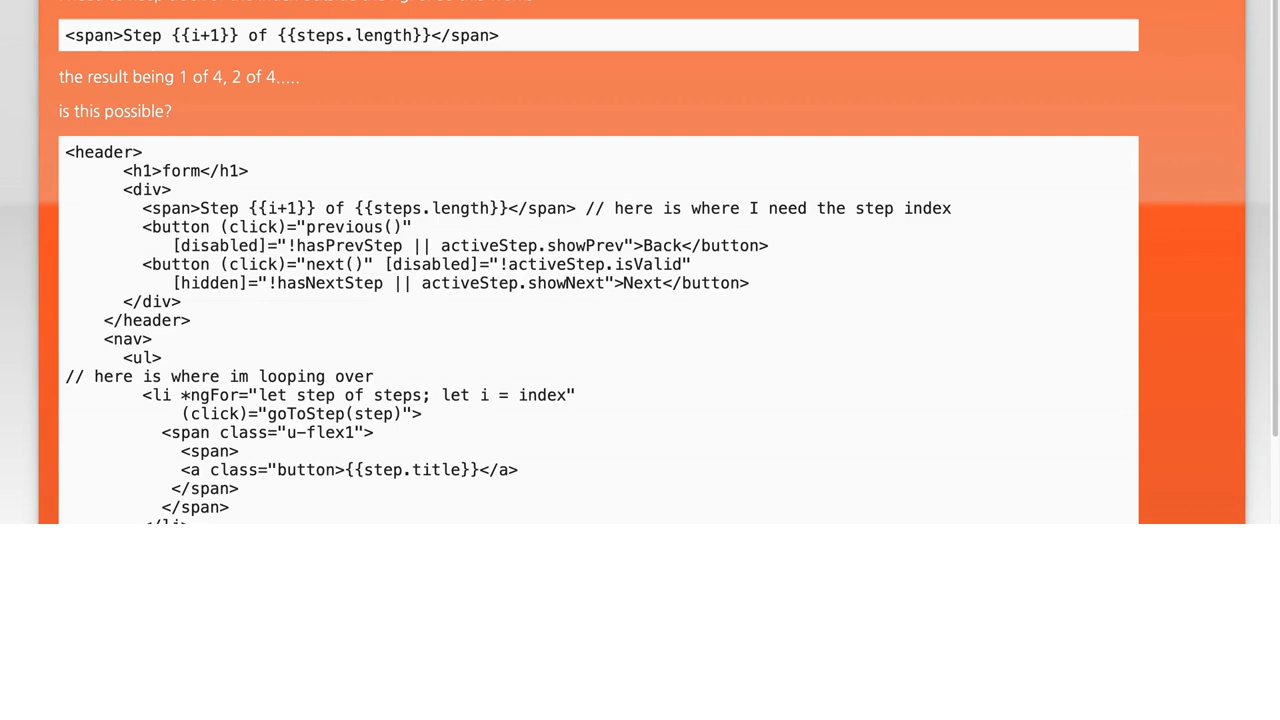 <span>Step {{i+1}} of {{steps.length}}</span>
the result being 1 of 4, 2 of 4.....
is this possible?
<header>
<h1>form</h1>
<div>
<span>Step {{i+1}} of {{steps.length}}</span> // here is where I need the step index
<button (click)="previous()"
[disabled]="!hasPrevStep || activeStep.showPrev">Back</button>
<button (click)="next()" [disabled]="!activeStep.isValid"
[hidden]="!hasNextStep || activeStep.showNext">Next</button>
</div>
</header>
<nav>
<ul>
// here is where im looping over
<li *ngFor="let step of steps; let i = index"
(click)="goToStep(step)">
<span class="u-flex1">
<span>
<a class="button>{{step.title}}</a>
</span>
</span>